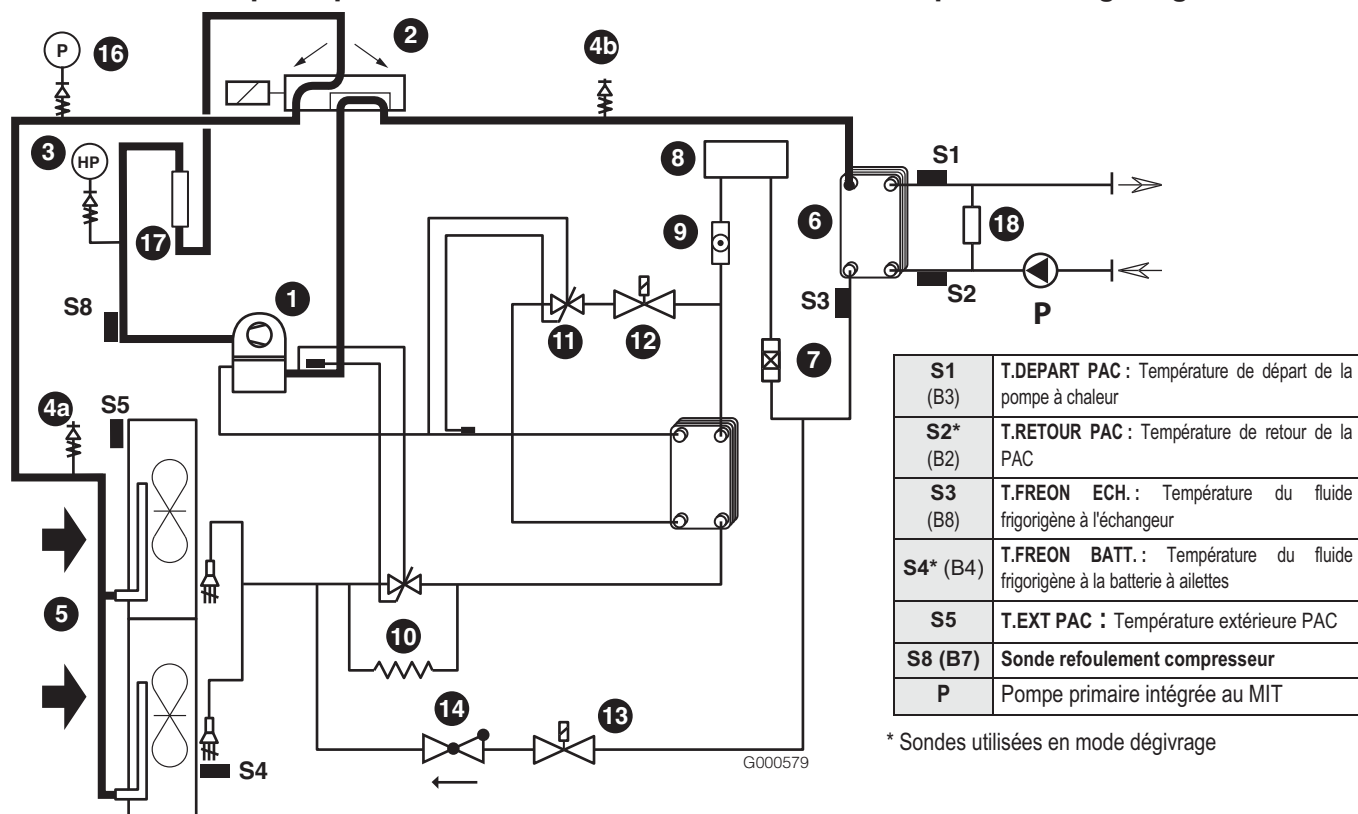 P
16
2
4b
3
HP
8
S1
6
18
9
17
S2
P
S3
S8
1
11
12
7
4a
S5
5
10
14
13
S4
G000579
S1 (B3) T.DEPART PAC : Température de départ de la
pompe à chaleur
S2* (B2) T.RETOUR PAC : Température de retour de la
PAC
S3 (B8) T.FREON ECH. : Température du fluide
frigorigène à l'échangeur
S4* (B4) T.FREON BATT. : Température du fluide
frigorigène à la batterie à ailettes
S5 T.EXT PAC : Température extérieure PAC
S8 (B7) Sonde refoulement compresseur
P Pompe primaire intégrée au MIT
* Sondes utilisées en mode dégivrage